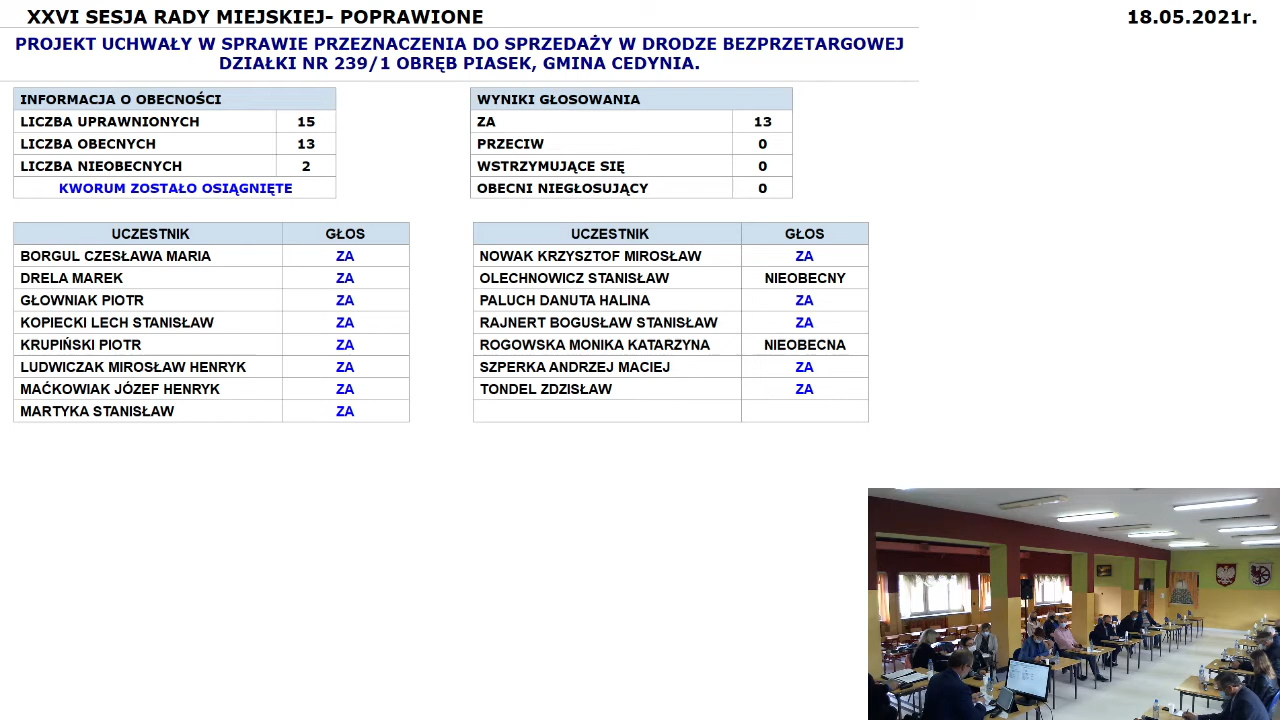 XXVI SESJA RADY MIEJSKIEJ- POPRAWIONE
18.05.2021r.
PROJEKT UCHWAŁY W SPRAWIE PRZEZNACZENIA DO SPRZEDAŻY W DRODZE BEZPRZETARGOWEJ
DZIAŁKI NR 239/1 OBRĘB PIASEK, GMINA CEDYNIA.
INFORMACJA O OBECNOŚCI
LICZBA UPRAWNIONYCH 15
LICZBA OBECNYCH 13
LICZBA NIEOBECNYCH 2
KWORUM ZOSTAŁO OSIĄGNIĘTE
WYNIKI GŁOSOWANIA
ZA 13
PRZECIW 0
WSTRZYMUJĄCE SIĘ 0
OBECNI NIEGŁOSUJĄCY 0
UCZESTNIK GŁOS
BORGUL CZESŁAWA MARIA ZA
DRELA MAREK ZA
GŁOWNIAK PIOTR ZA
KOPIECKI LECH STANISŁAW ZA
KRUPIŃSKI PIOTR ZA
LUDWICZAK MIROSŁAW HENRYK ZA
MAĆKOWIAK JÓZEF HENRYK ZA
MARTYKA STANISŁAW ZA
UCZESTNIK GŁOS
NOWAK KRZYSZTOF MIROSŁAW ZA
OLECHNOWICZ STANISŁAW NIEOBECNY
PALUCH DANUTA HALINA ZA
RAJNERT BOGUSŁAW STANISŁAW ZA
ROGOWSKA MONIKA KATARZYNA NIEOBECNA
SZPERKA ANDRZEJ MACIEJ ZA
TONDEL ZDZISŁAW ZA